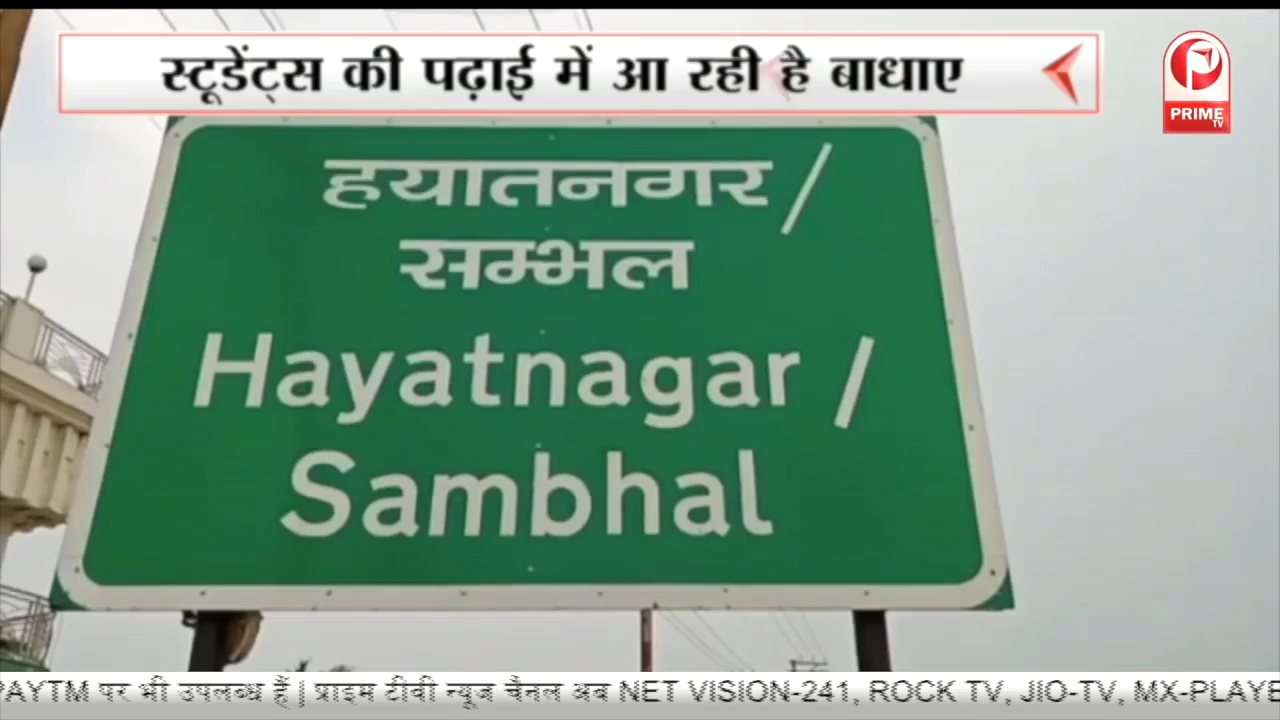 स्टूडेंट्स की पढ़ाई में आ रही है बाधाए
PRIME
TV
हयातनगर /
सम्भल
Hayatnagar /
Sambhal
PAYTM पर भी उपलब्ध हैं | प्राइम टीवी न्यूज चैनल अब NET VISION-241, ROCK TV, JIO-TV, MX-PLAYE